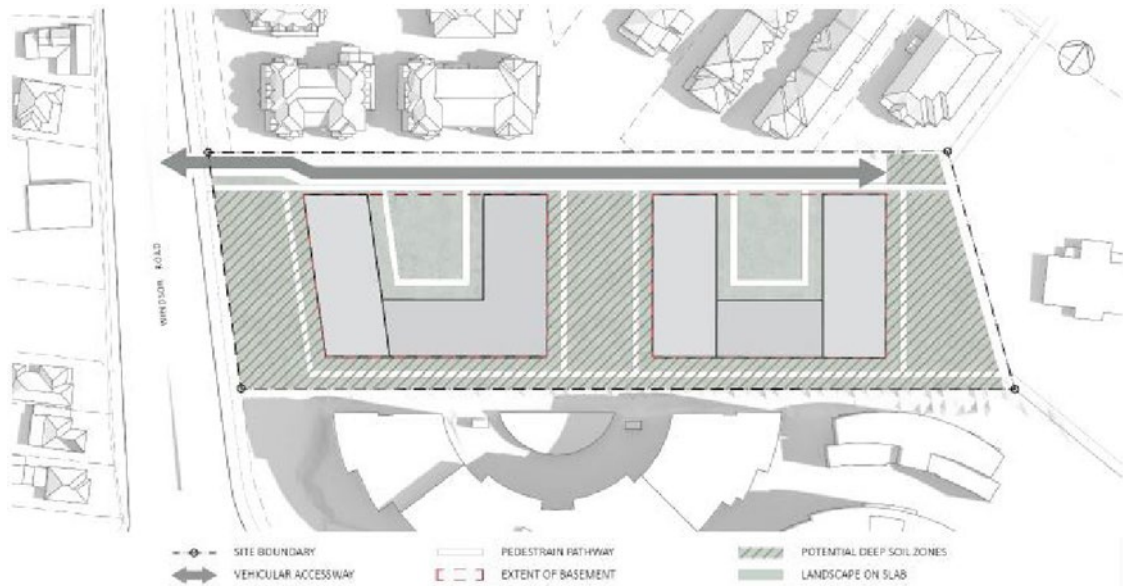 WINDSOR ROAD
SITE BOUNDARY
PEDESTRAIN PATHWAY
POTENTIAL DEEP SOIL ZONES
VEHICULAR ACCESSWAY
EXTENT OF BASEMENT
LANDSCAPE ON SLAB